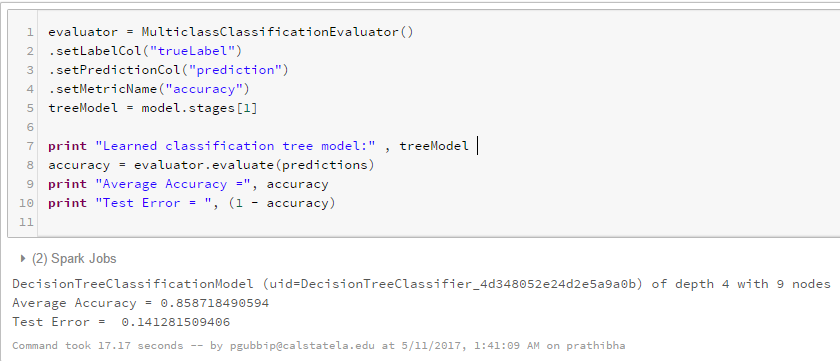 1 evaluator = MulticlassClassificationEvaluator()
2 .setLabelCol("trueLabel")
3 .setPredictionCol("prediction")
4 .setMetricName("accuracy")
5 treeModel = model.stages[1]
6
7 print "Learned classification tree model:" , treeModel
8 accuracy = evaluator.evaluate(predictions)
9 print "Average Accuracy =", accuracy
10 print "Test Error = ", (1 - accuracy)
11
(2) Spark Jobs
DecisionTreeClassificationModel (uid=DecisionTreeClassifier_4d348052e24d2e5a9a0b) of depth 4 with 9 nodes
Average Accuracy = 0.858718490594
Test Error =  0.141281509406
Command took 17.17 seconds -- by pgubbip@calstatela.edu at 5/11/2017, 1:41:09 AM on prathibha